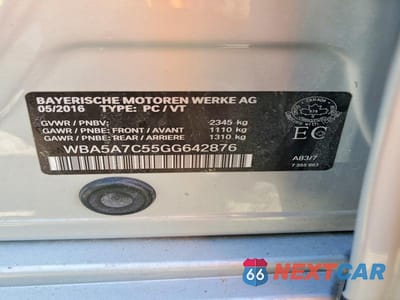 BAYERISCHE MOTOREN WERKE AG
05/2016 TYPE: PC / VT
GVWR / PNBV: 2345 kg
GAWR / PNBE: FRONT / AVANT 1110 kg
GAWR / PNBE: REAR / ARRIERE 1310 kg
WBA5A7C55GG642876
CANADA
EG
A83/7
66 NEXTCAR